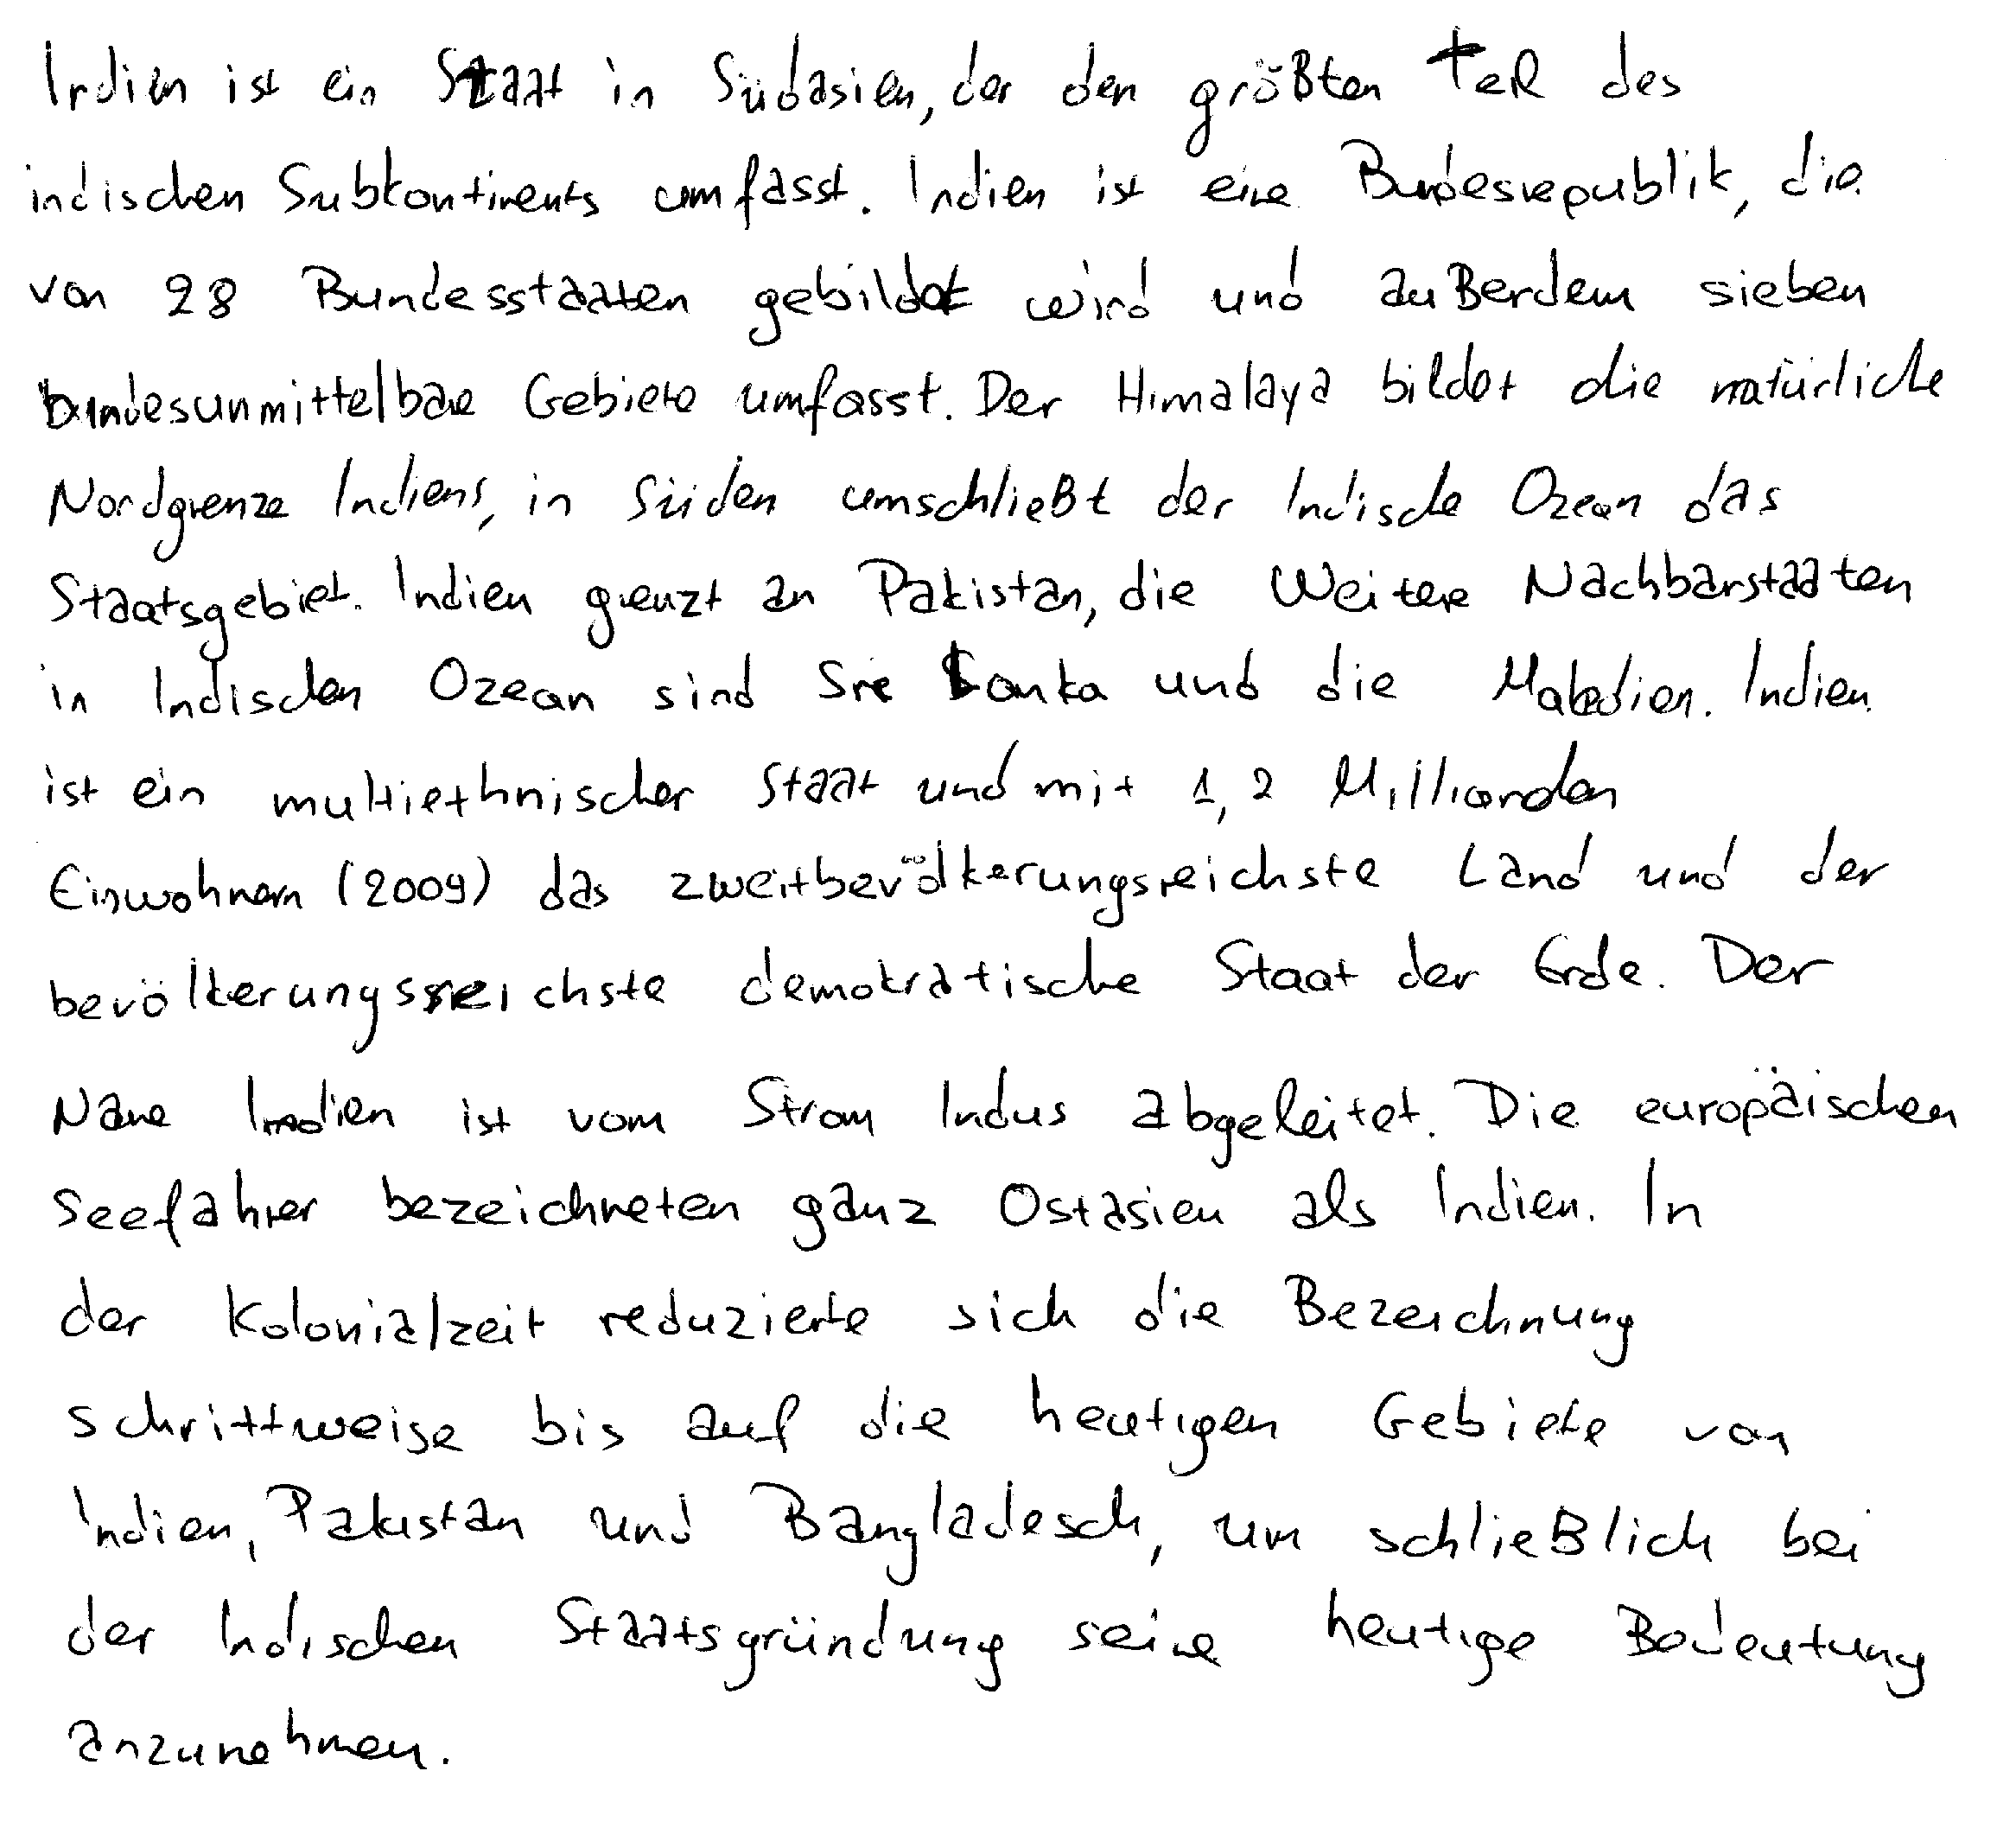 Indien ist ein Staat in Südasien, der den größten Teil des
indischen Subkontinents umfasst. Indien ist eine Bundesrepublik, die
von 28 Bundesstaaten gebildet wird und außerdem sieben
bundesunmittelbare Gebiete umfasst. Der Himalaya bildet die natürliche
Nordgrenze Indiens, in Süden umschließt der Indische Ozean das
Staatsgebiet. Indien grenzt an Pakistan, die Weitere Nachbarstaaten
in Indischen Ozean sind Sri Lanka und die Malediven. Indien
ist ein multiethnischer Staat und mit 1,2 Milliarden
Einwohnern (2009) das zweitbevölkerungsreichste Land und der
bevölkerungsreichste demokratische Staat der Erde. Der
Name Indien ist vom Strom Indus abgeleitet. Die europäischen
Seefahrer bezeichneten ganz Ostasien als Indien. In
der Kolonialzeit reduzierte sich die Bezeichnung
schrittweise bis auf die heutigen Gebiete von
Indien, Pakistan und Bangladesch, um schließlich bei
der Indischen Staatsgründung seine heutige Bedeutung
anzunehmen.